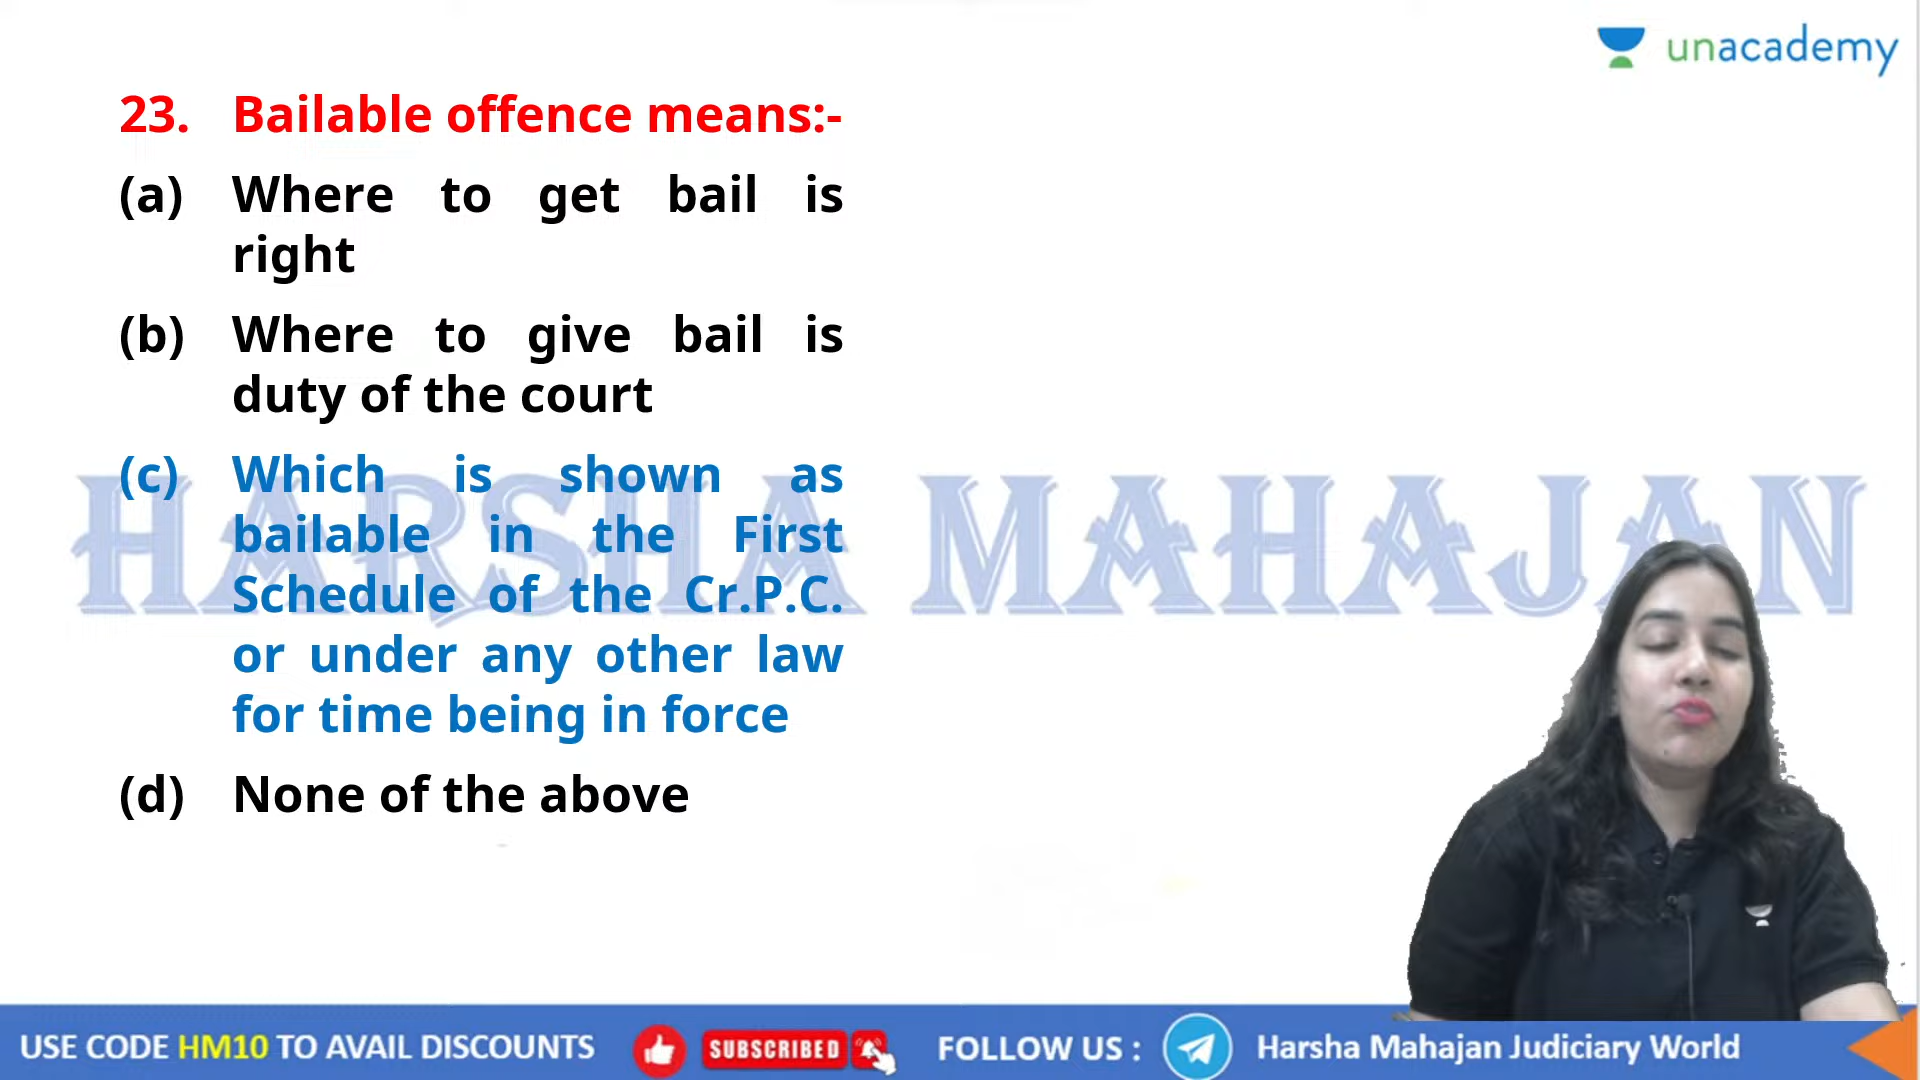 unacademy
23. Bailable offence means:-
(a) Where to get bail is
right
(b) Where to give bail is
duty of the court
(c) Which is shown as
bailable in the First
Schedule of the Cr.P.C.
or under any other law
for time being in force
(d) None of the above
HARSHA MAHAJAN
USE CODE HM10 TO AVAIL DISCOUNTS
SUBSCRIBED
FOLLOW US :
Harsha Mahajan Judiciary World